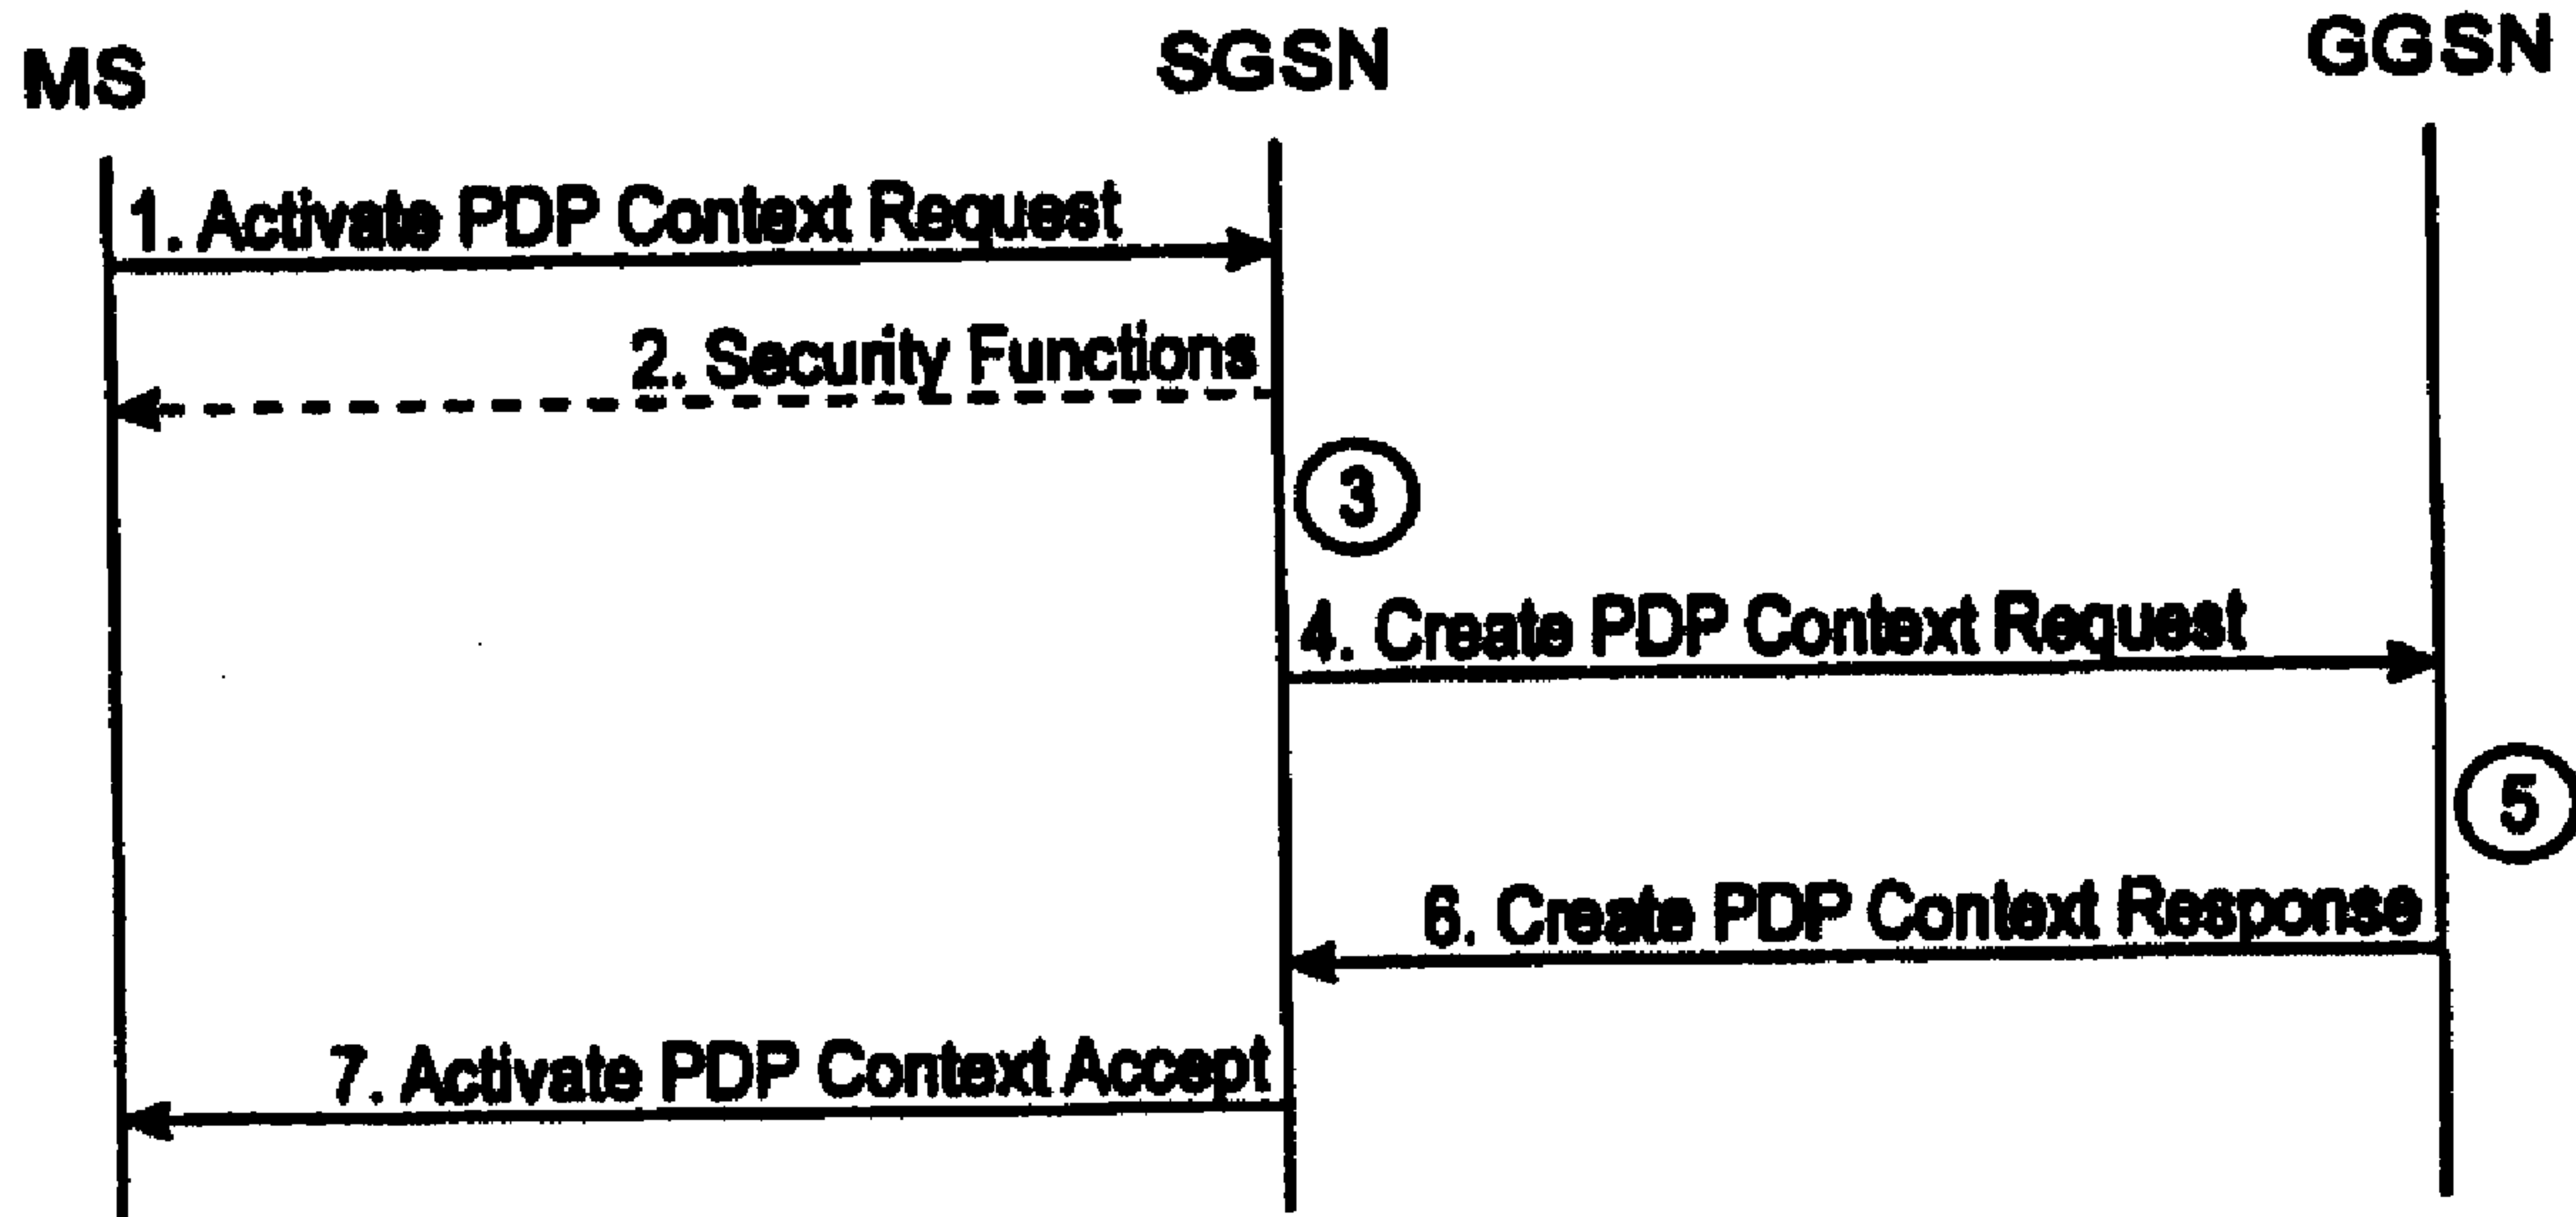 MS SGSN GGSN
1. Activate PDP Context Request
2. Security Functions
3
4. Create PDP Context Request
5
6. Create PDP Context Response
7. Activate PDP Context Accept